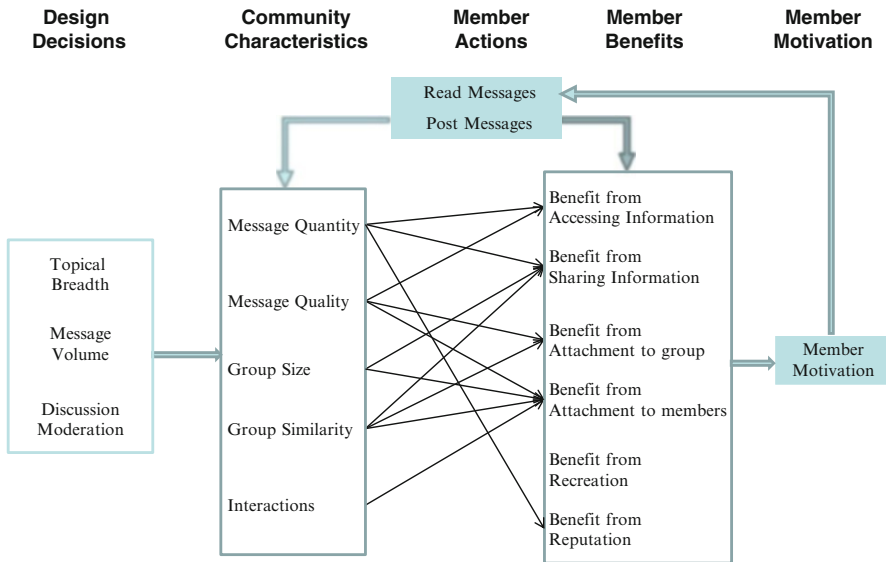 Design
Decisions
Community
Characteristics
Member
Actions
Member
Benefits
Member
Motivation
Read Messages
Post Messages
Topical
Breadth
Message
Volume
Discussion
Moderation
Message Quantity
Message Quality
Group Size
Group Similarity
Interactions
Benefit from
Accessing Information
Benefit from
Sharing Information
Benefit from
Attachment to group
Benefit from
Attachment to members
Benefit from
Recreation
Benefit from
Reputation
Member
Motivation